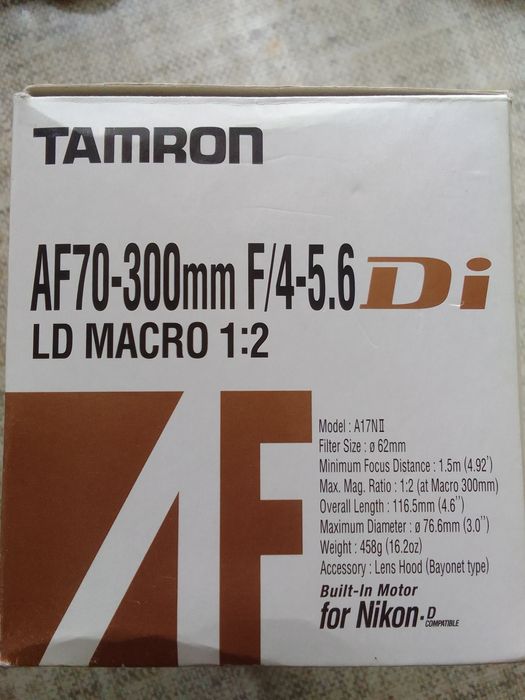 TAMRON
AF70-300mm F/4-5.6 Di
LD MACRO 1:2
AF
Model : A17NⅡ
Filter Size : ø 62mm
Minimum Focus Distance : 1.5m (4.92')
Max. Mag. Ratio : 1:2 (at Macro 300mm)
Overall Length : 116.5mm (4.6")
Maximum Diameter : ø 76.6mm (3.0")
Weight : 458g (16.2oz)
Accessory : Lens Hood (Bayonet type)
Built-In Motor
for Nikon-D
COMPATIBLE